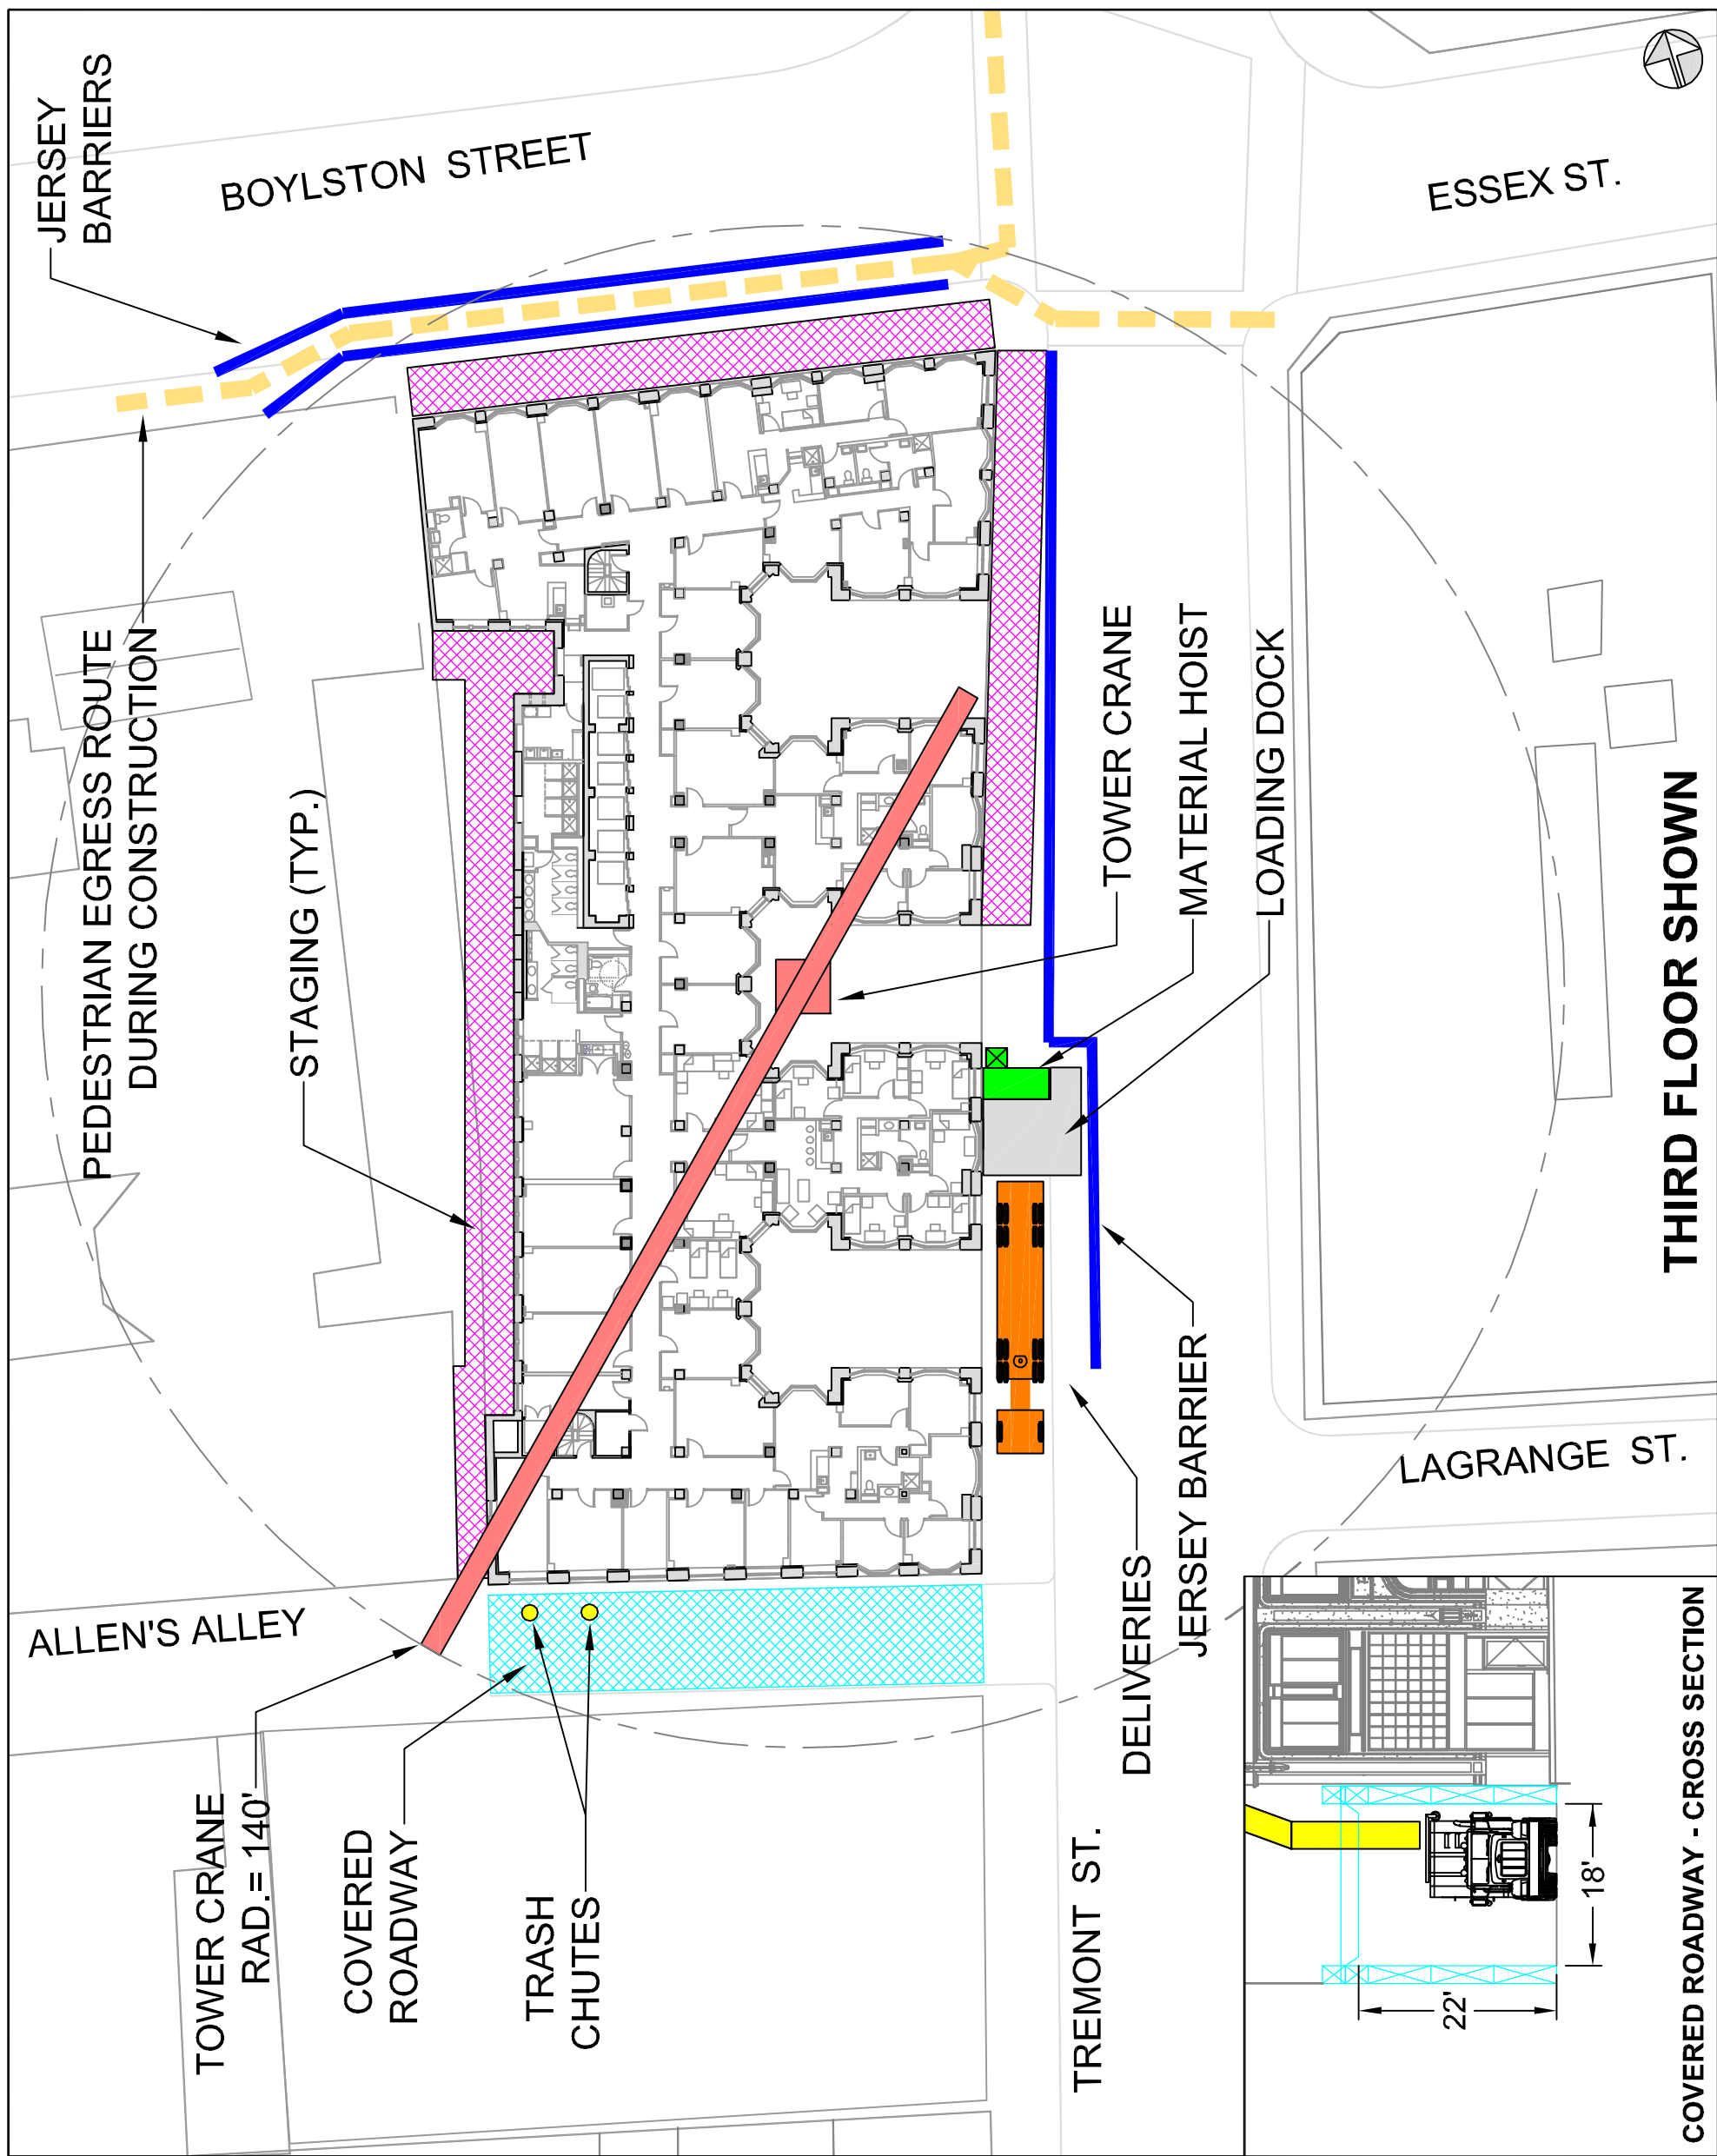 JERSEY
BARRIERS
BOYLSTON STREET
ESSEX ST.
PEDESTRIAN EGRESS ROUTE
DURING CONSTRUCTION
STAGING (TYP.)
TOWER CRANE
MATERIAL HOIST
LOADING DOCK
THIRD FLOOR SHOWN
ALLEN'S ALLEY
TOWER CRANE
RAD.= 140'
COVERED
ROADWAY
TRASH
CHUTES
TREMONT ST.
DELIVERIES
JERSEY BARRIER
LAGRANGE ST.
22'
18'
COVERED ROADWAY - CROSS SECTION